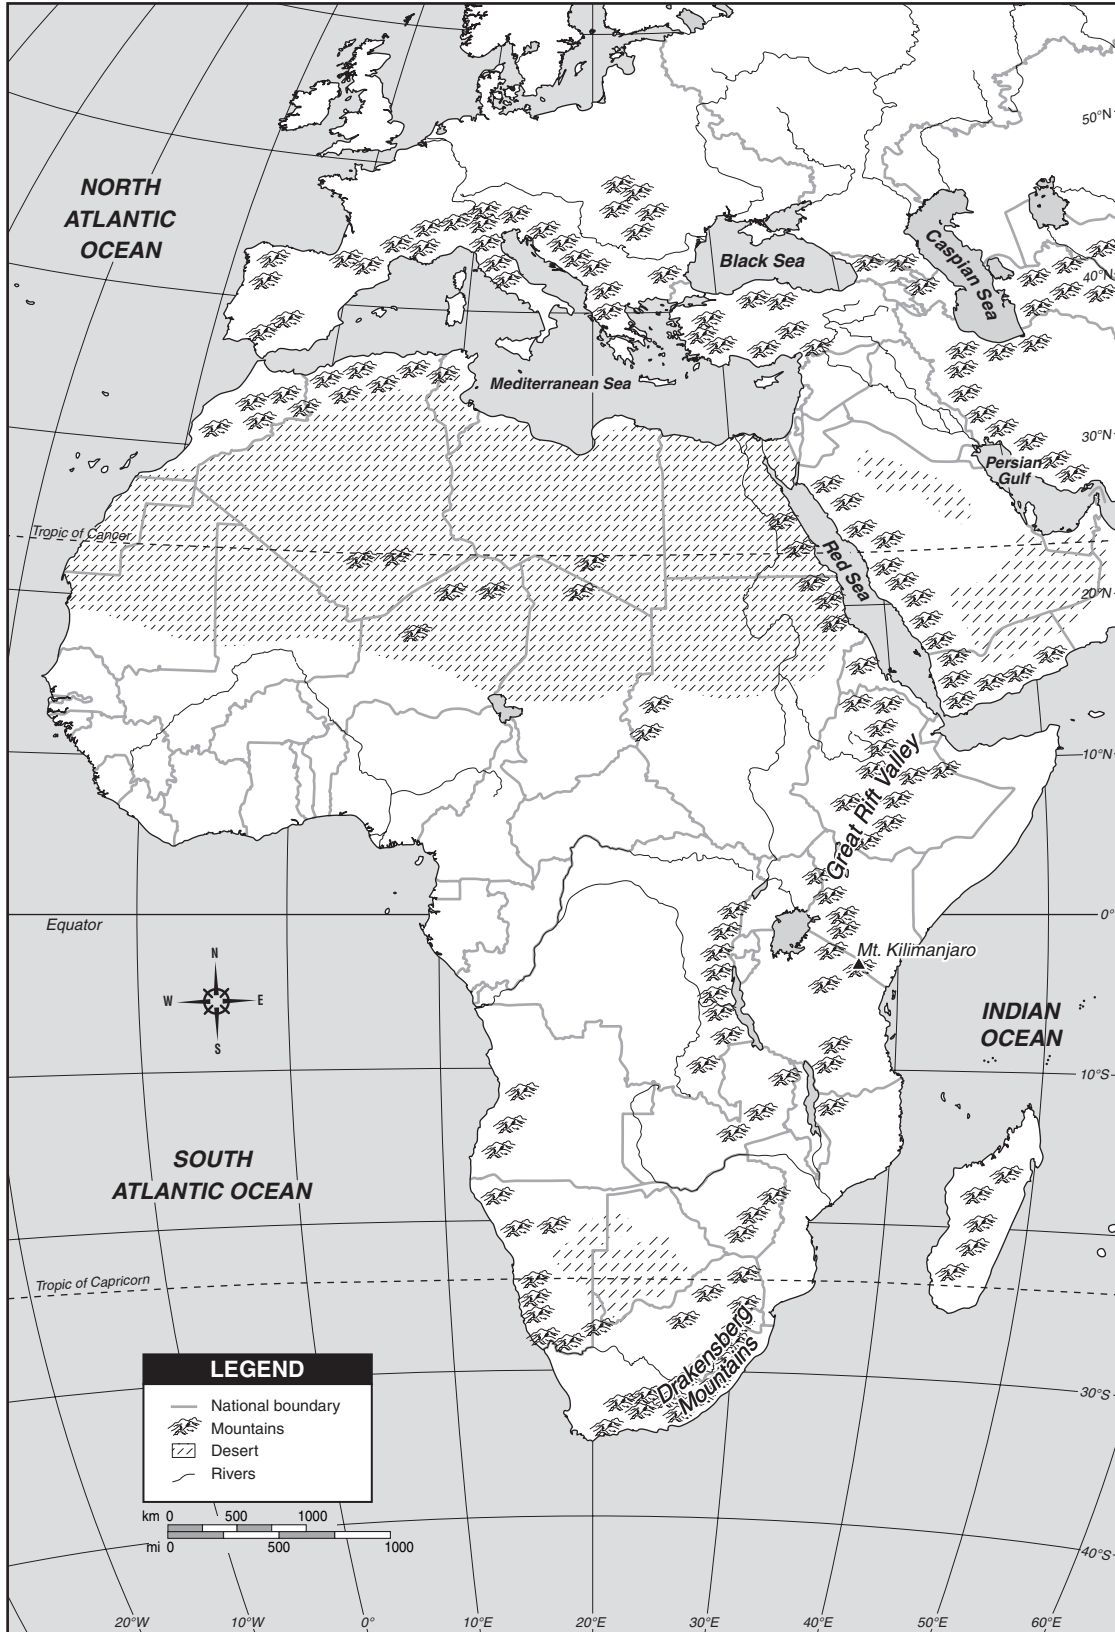 50°N
NORTH
ATLANTIC
OCEAN
Black Sea
Caspian Sea
40°N
Mediterranean Sea
30°N
Persian
Gulf
Tropic of Cancer
Red Sea
20°N
10°N
Great Rift Valley
Equator
0°
Mt. Kilimanjaro
N
W
E
S
INDIAN
OCEAN
10°S
SOUTH
ATLANTIC OCEAN
Tropic of Capricorn
Drakensberg
Mountains
30°S
LEGEND
National boundary
Mountains
Desert
Rivers
km 0 500 1000
mi 0 500 1000
40°S
20°W 10°W 0° 10°E 20°E 30°E 40°E 50°E 60°E